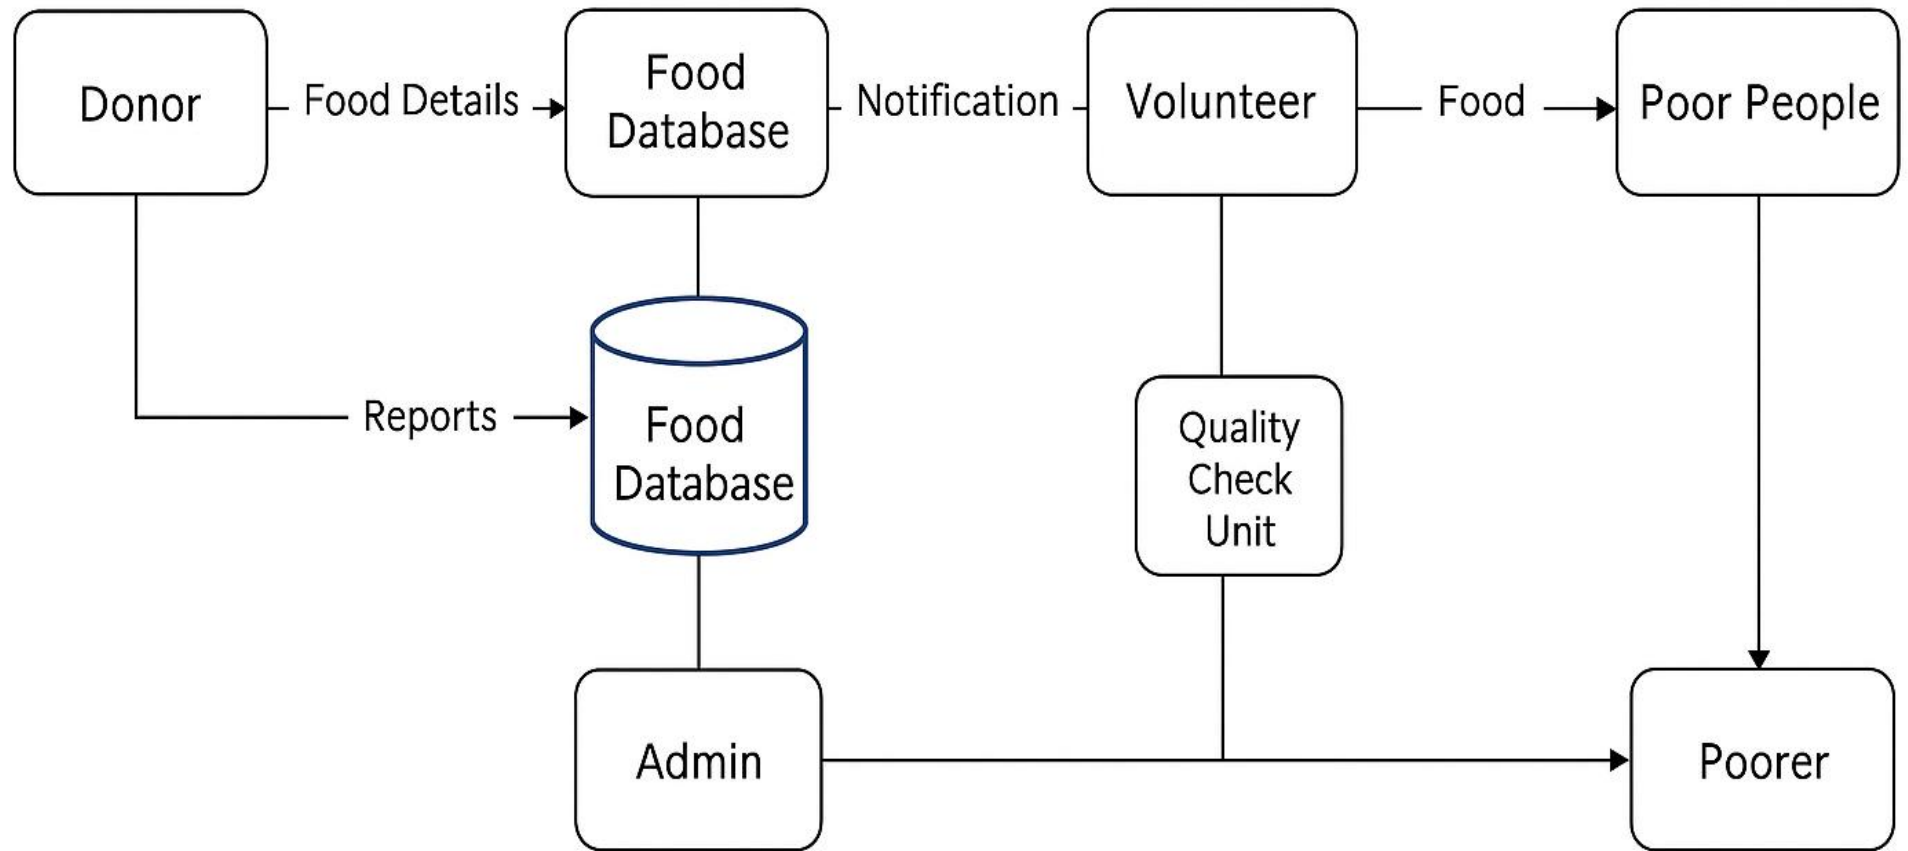 Donor
Food Details
Food
Database
Notification
Volunteer
Food
Poor People
Reports
Food
Database
Quality
Check
Unit
Admin
Poorer